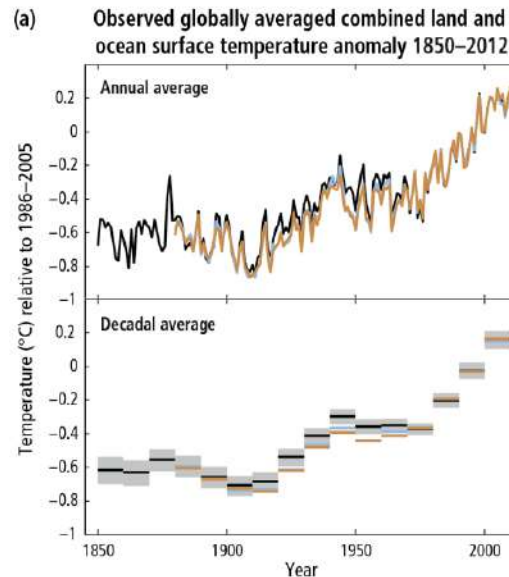 (a) Observed globally averaged combined land and
ocean surface temperature anomaly 1850–2012
Annual average
0.2
0
−0.2
−0.4
−0.6
−0.8
−1
Temperature (°C) relative to 1986–2005
Decadal average
0.2
0
−0.2
−0.4
−0.6
−0.8
−1
1850 1900 1950 2000
Year